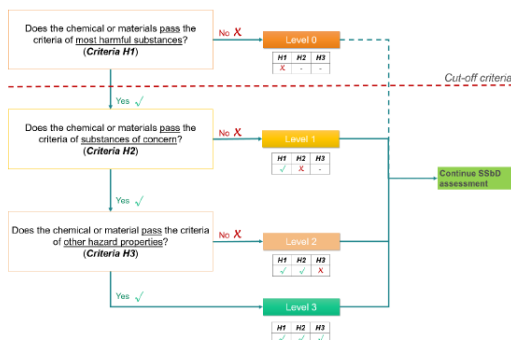 Does the chemical or materials pass the
criteria of most harmful substances?
(Criteria H1)
No X
Level 0
H1 H2 H3
X - -
Cut-off criteria
Yes ✓
Does the chemical or materials pass the
criteria of substances of concern?
(Criteria H2)
No X
Level 1
H1 H2 H3
✓ X -
Continue SSbD
assessment
Yes ✓
Does the chemical or material pass the criteria
of other hazard properties?
(Criteria H3)
No X
Level 2
H1 H2 H3
✓ ✓ X
Yes ✓
Level 3
H1 H2 H3
✓ ✓ ✓